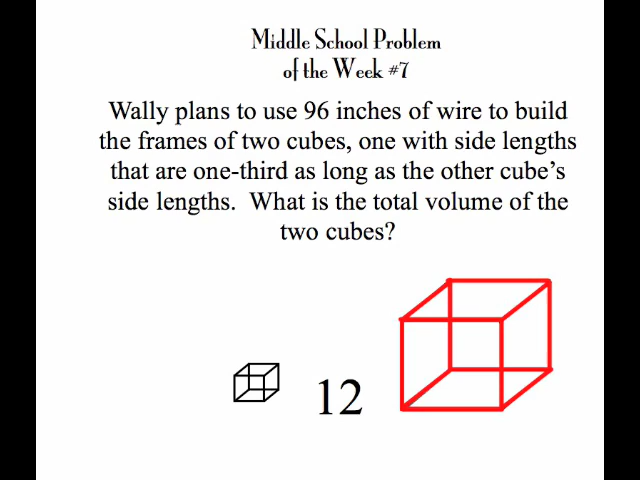 Middle School Problem
of the Week #7
Wally plans to use 96 inches of wire to build
the frames of two cubes, one with side lengths
that are one-third as long as the other cube’s
side lengths.  What is the total volume of the
two cubes?
12